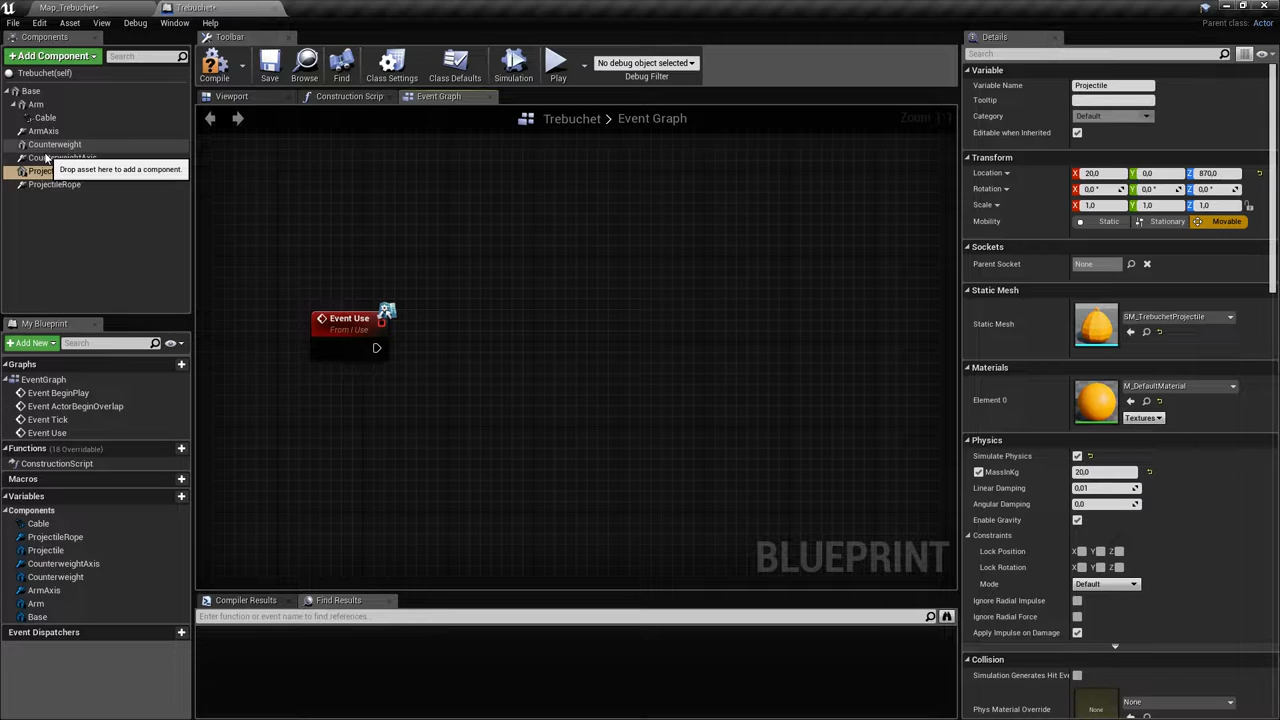 Map_Trebuchet*
Trebuchet*
File Edit Asset View Debug Window Help
Parent class: Actor
Components
+Add Component
Search
Trebuchet(self)
Base
Arm
Cable
ArmAxis
Counterweight
CounterweightAxis
Drop asset here to add a component.
Project
ProjectileRope
My Blueprint
+Add New
Search
Graphs
EventGraph
Event BeginPlay
Event ActorBeginOverlap
Event Tick
Event Use
Functions (18 Overridable)
ConstructionScript
Macros
Variables
Components
Cable
ProjectileRope
Projectile
CounterweightAxis
Counterweight
ArmAxis
Arm
Base
Event Dispatchers
Toolbar
Compile
Save
Browse
Find
Class Settings
Class Defaults
Simulation
Play
No debug object selected
Debug Filter
Viewport
Construction Scrip
Event Graph
Trebuchet > Event Graph
Zoom
Event Use
From I Use
BLUEPRINT
Compiler Results
Find Results
Enter function or event name to find references...
Details
Search
Variable
Variable Name Projectile
Tooltip
Category Default
Editable when Inherited
Transform
Location X 20,0 Y 0,0 Z 870,0
Rotation X 0,0 ° Y 0,0 ° Z 0,0 °
Scale X 1,0 Y 1,0 Z 1,0
Mobility Static Stationary Movable
Sockets
Parent Socket None
Static Mesh
Static Mesh SM_TrebuchetProjectile
Materials
Element 0 M_DefaultMaterial
Textures
Physics
Simulate Physics
MassInKg 20,0
Linear Damping 0,01
Angular Damping 0,0
Enable Gravity
Constraints
Lock Position X Y Z
Lock Rotation X Y Z
Mode Default
Ignore Radial Impulse
Ignore Radial Force
Apply Impulse on Damage
Collision
Simulation Generates Hit Eve
Phys Material Override None
None